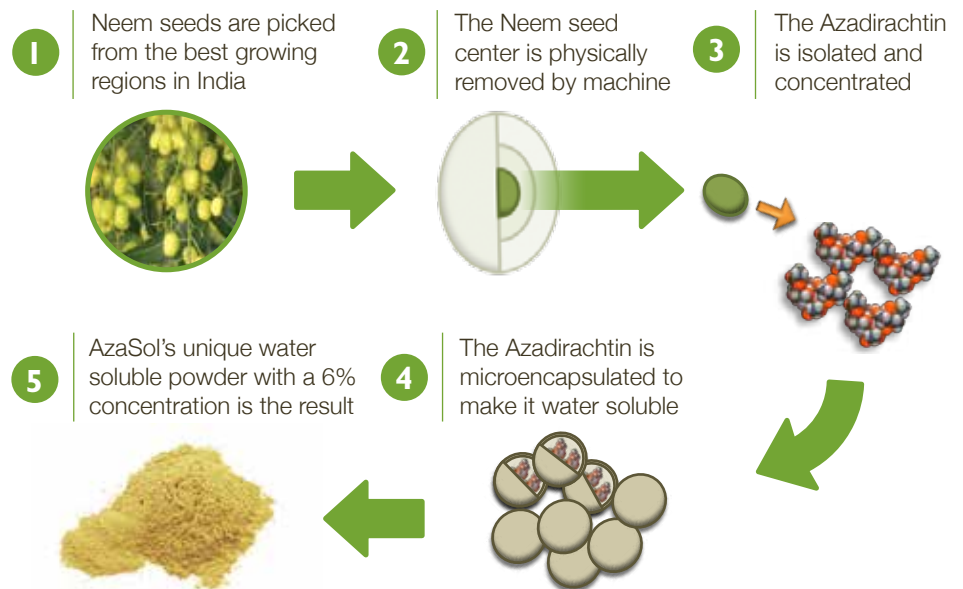 1
Neem seeds are picked
from the best growing
regions in India
2
The Neem seed
center is physically
removed by machine
3
The Azadirachtin
is isolated and
concentrated
4
The Azadirachtin is
microencapsulated to
make it water soluble
5
AzaSol's unique water
soluble powder with a 6%
concentration is the result